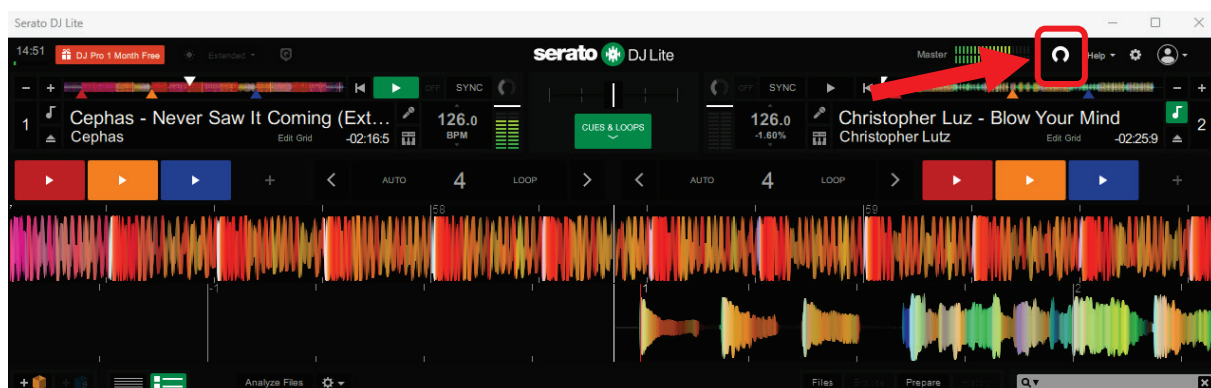 Serato DJ Lite
14:51 DJ Pro 1 Month Free Extended serato DJ Lite Master Help
OFF SYNC OFF SYNC
1 Cephas - Never Saw It Coming (Ext... 126.0 CUES & LOOPS 126.0 Christopher Luz - Blow Your Mind 2
Cephas Edit Grid -02:16:5 BPM -1.60% Christopher Lutz Edit Grid -02:25:9
+ AUTO 4 LOOP AUTO 4 LOOP +
58 59
-1 1 2
Analyze Files Files Prepare